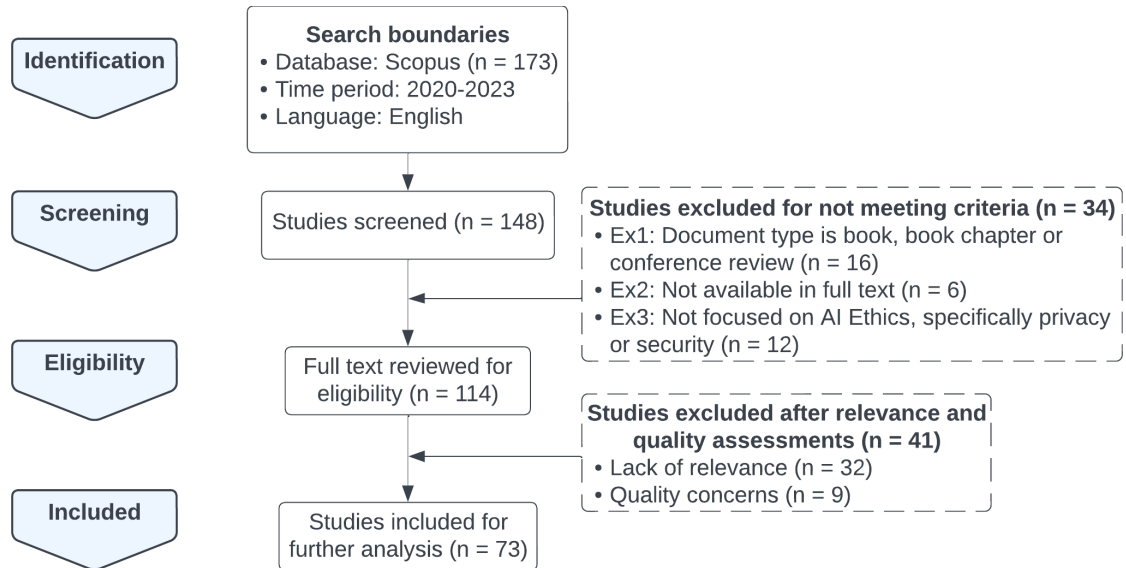 Identification
Search boundaries
• Database: Scopus (n = 173)
• Time period: 2020-2023
• Language: English
Screening
Studies screened (n = 148)
Studies excluded for not meeting criteria (n = 34)
• Ex1: Document type is book, book chapter or
conference review (n = 16)
• Ex2: Not available in full text (n = 6)
• Ex3: Not focused on AI Ethics, specifically privacy
or security (n = 12)
Eligibility
Full text reviewed for
eligibility (n = 114)
Studies excluded after relevance and
quality assessments (n = 41)
• Lack of relevance (n = 32)
• Quality concerns (n = 9)
Included
Studies included for
further analysis (n = 73)